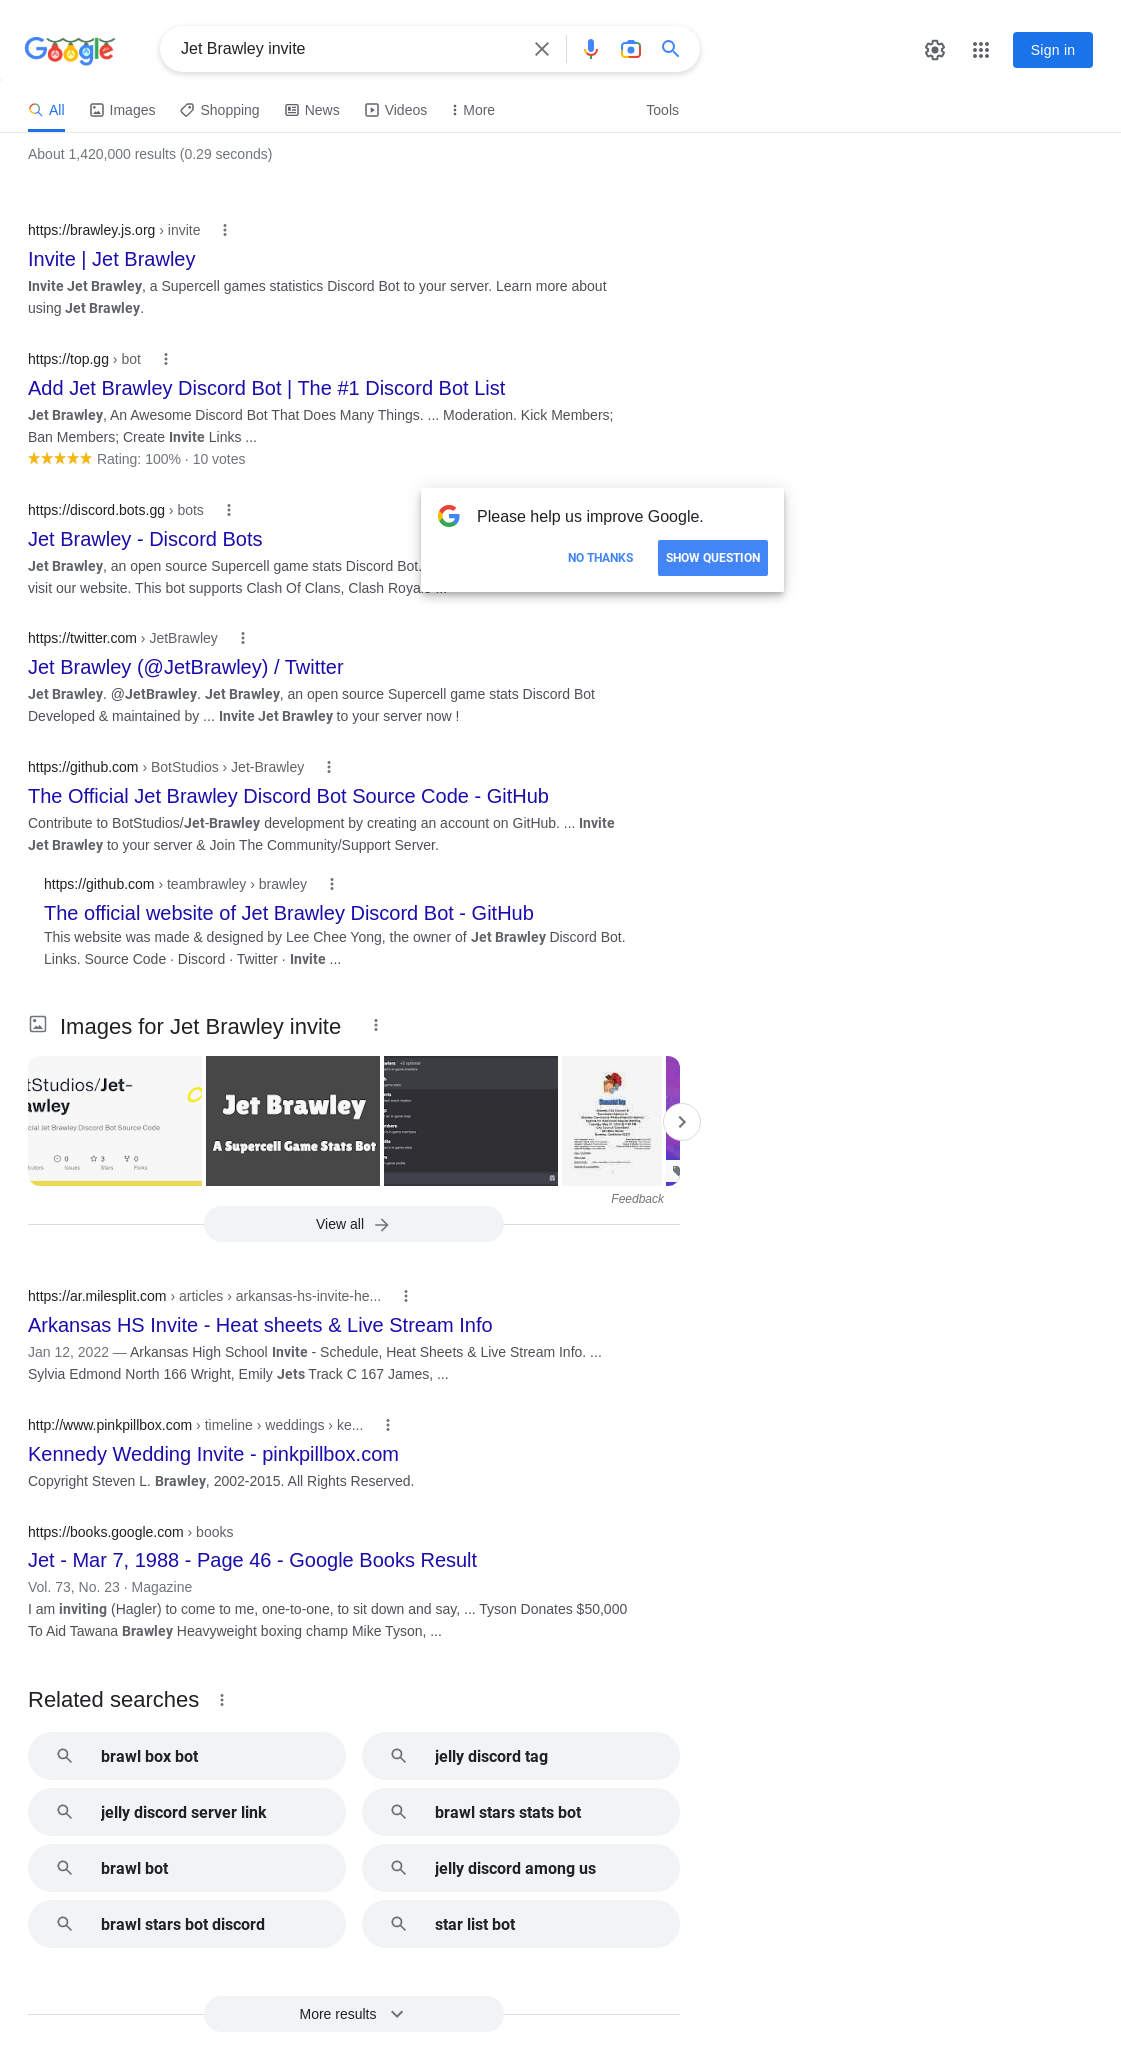 Google
Jet Brawley invite
Sign in
All
Images
Shopping
News
Videos
More
Tools
About 1,420,000 results (0.29 seconds)
https://brawley.js.org › invite
Invite | Jet Brawley
Invite Jet Brawley, a Supercell games statistics Discord Bot to your server. Learn more about
using Jet Brawley.
https://top.gg › bot
Add Jet Brawley Discord Bot | The #1 Discord Bot List
Jet Brawley, An Awesome Discord Bot That Does Many Things. ... Moderation. Kick Members;
Ban Members; Create Invite Links ...
Rating: 100% · 10 votes
https://discord.bots.gg › bots
Jet Brawley - Discord Bots
Jet Brawley, an open source Supercell game stats Discord Bot.
visit our website. This bot supports Clash Of Clans, Clash Royale ...
Please help us improve Google.
NO THANKS
SHOW QUESTION
https://twitter.com › JetBrawley
Jet Brawley (@JetBrawley) / Twitter
Jet Brawley. @JetBrawley. Jet Brawley, an open source Supercell game stats Discord Bot
Developed & maintained by ... Invite Jet Brawley to your server now !
https://github.com › BotStudios › Jet-Brawley
The Official Jet Brawley Discord Bot Source Code - GitHub
Contribute to BotStudios/Jet-Brawley development by creating an account on GitHub. ... Invite
Jet Brawley to your server & Join The Community/Support Server.
https://github.com › teambrawley › brawley
The official website of Jet Brawley Discord Bot - GitHub
This website was made & designed by Lee Chee Yong, the owner of Jet Brawley Discord Bot.
Links. Source Code · Discord · Twitter · Invite ...
Images for Jet Brawley invite
tStudios/Jet-
wley
cial Jet Brawley Discord Bot Source Code
0
3
0
Issues
Stars
Forks
Jet Brawley
A Supercell Game Stats Bot
Feedback
View all
https://ar.milesplit.com › articles › arkansas-hs-invite-he...
Arkansas HS Invite - Heat sheets & Live Stream Info
Jan 12, 2022 — Arkansas High School Invite - Schedule, Heat Sheets & Live Stream Info. ...
Sylvia Edmond North 166 Wright, Emily Jets Track C 167 James, ...
http://www.pinkpillbox.com › timeline › weddings › ke...
Kennedy Wedding Invite - pinkpillbox.com
Copyright Steven L. Brawley, 2002-2015. All Rights Reserved.
https://books.google.com › books
Jet - Mar 7, 1988 - Page 46 - Google Books Result
Vol. 73, No. 23 · Magazine
I am inviting (Hagler) to come to me, one-to-one, to sit down and say, ... Tyson Donates $50,000
To Aid Tawana Brawley Heavyweight boxing champ Mike Tyson, ...
Related searches
brawl box bot
jelly discord tag
jelly discord server link
brawl stars stats bot
brawl bot
jelly discord among us
brawl stars bot discord
star list bot
More results